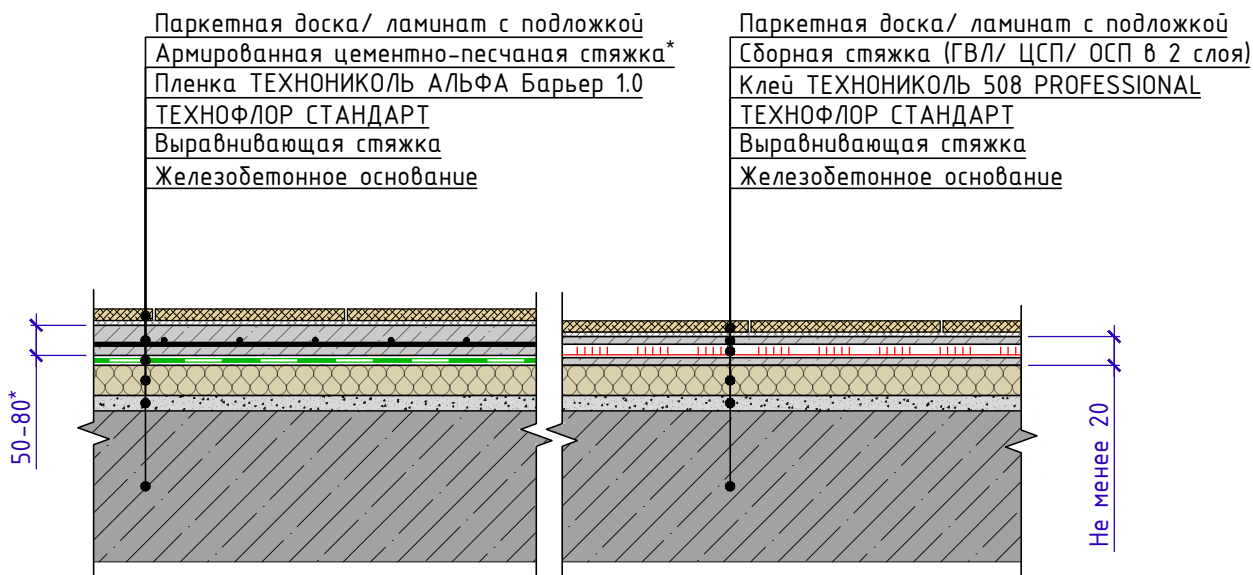 Паркетная доска/ ламинат с подложкой
Армированная цементно-песчаная стяжка*
Пленка ТЕХНОНИКОЛЬ АЛЬФА Барьер 1.0
ТЕХНОФЛОР СТАНДАРТ
Выравнивающая стяжка
Железобетонное основание
Паркетная доска/ ламинат с подложкой
Сборная стяжка (ГВЛ/ ЦСП/ ОСП в 2 слоя)
Клей ТЕХНОНИКОЛЬ 508 PROFESSIONAL
ТЕХНОФЛОР СТАНДАРТ
Выравнивающая стяжка
Железобетонное основание
50-80*
Не менее 20